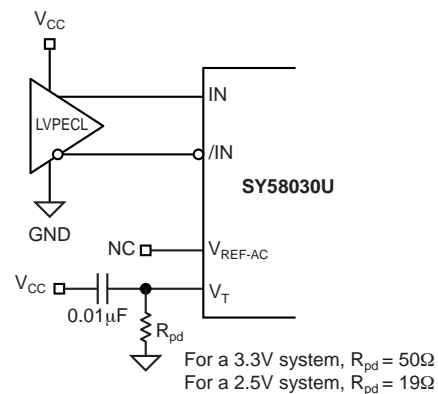 VCC
IN
LVPECL
/IN
SY58030U
GND
NC
VREF-AC
VCC
VT
0.01µF
Rpd
For a 3.3V system, Rpd = 50Ω
For a 2.5V system, Rpd = 19Ω